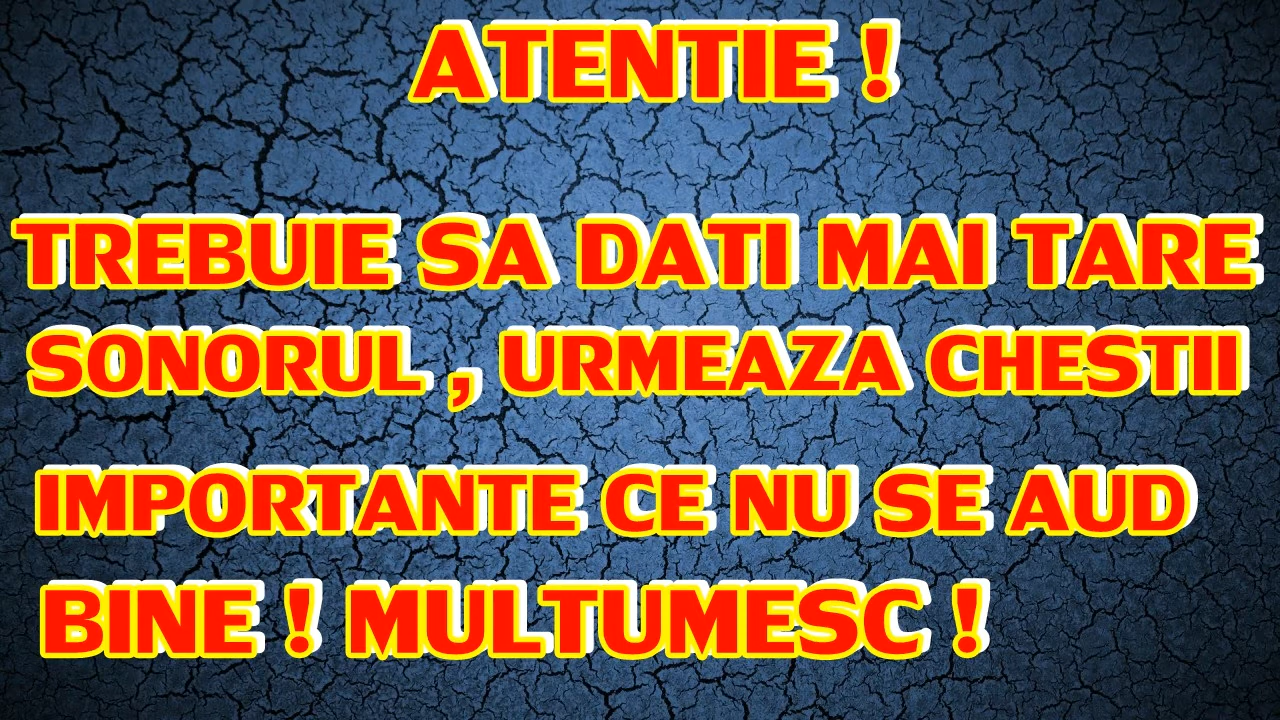 ATENTIE !
TREBUIE SA DATI MAI TARE
SONORUL , URMEAZA CHESTII
IMPORTANTE CE NU SE AUD
BINE ! MULTUMESC !